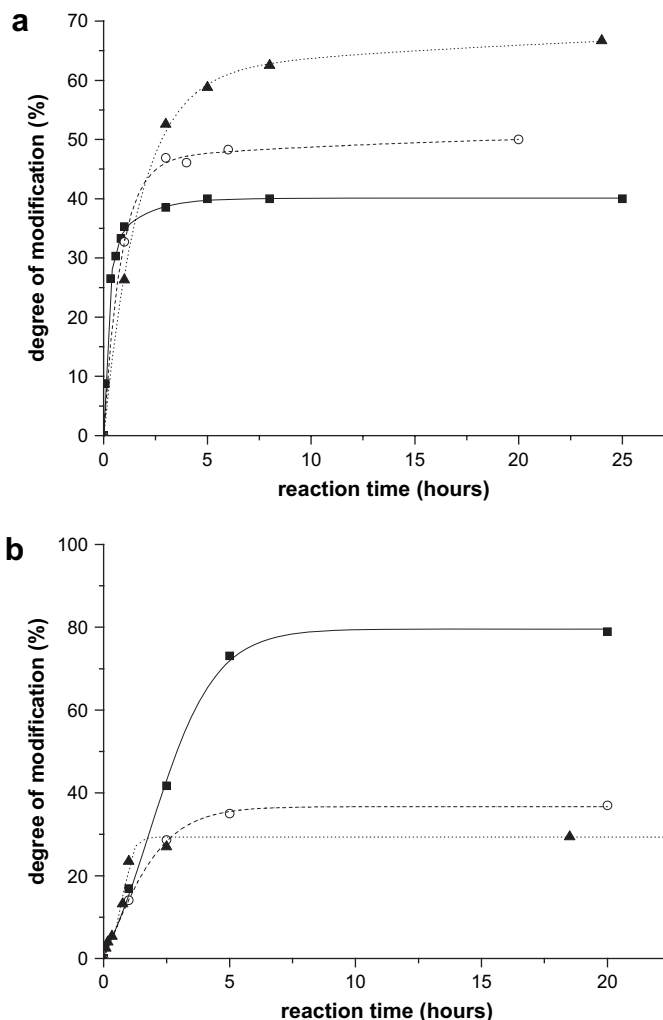 a
70
60
50
40
30
20
10
0
degree of modification (%)
0 5 10 15 20 25
reaction time (hours)
b
100
80
60
40
20
0
degree of modification (%)
0 5 10 15 20
reaction time (hours)